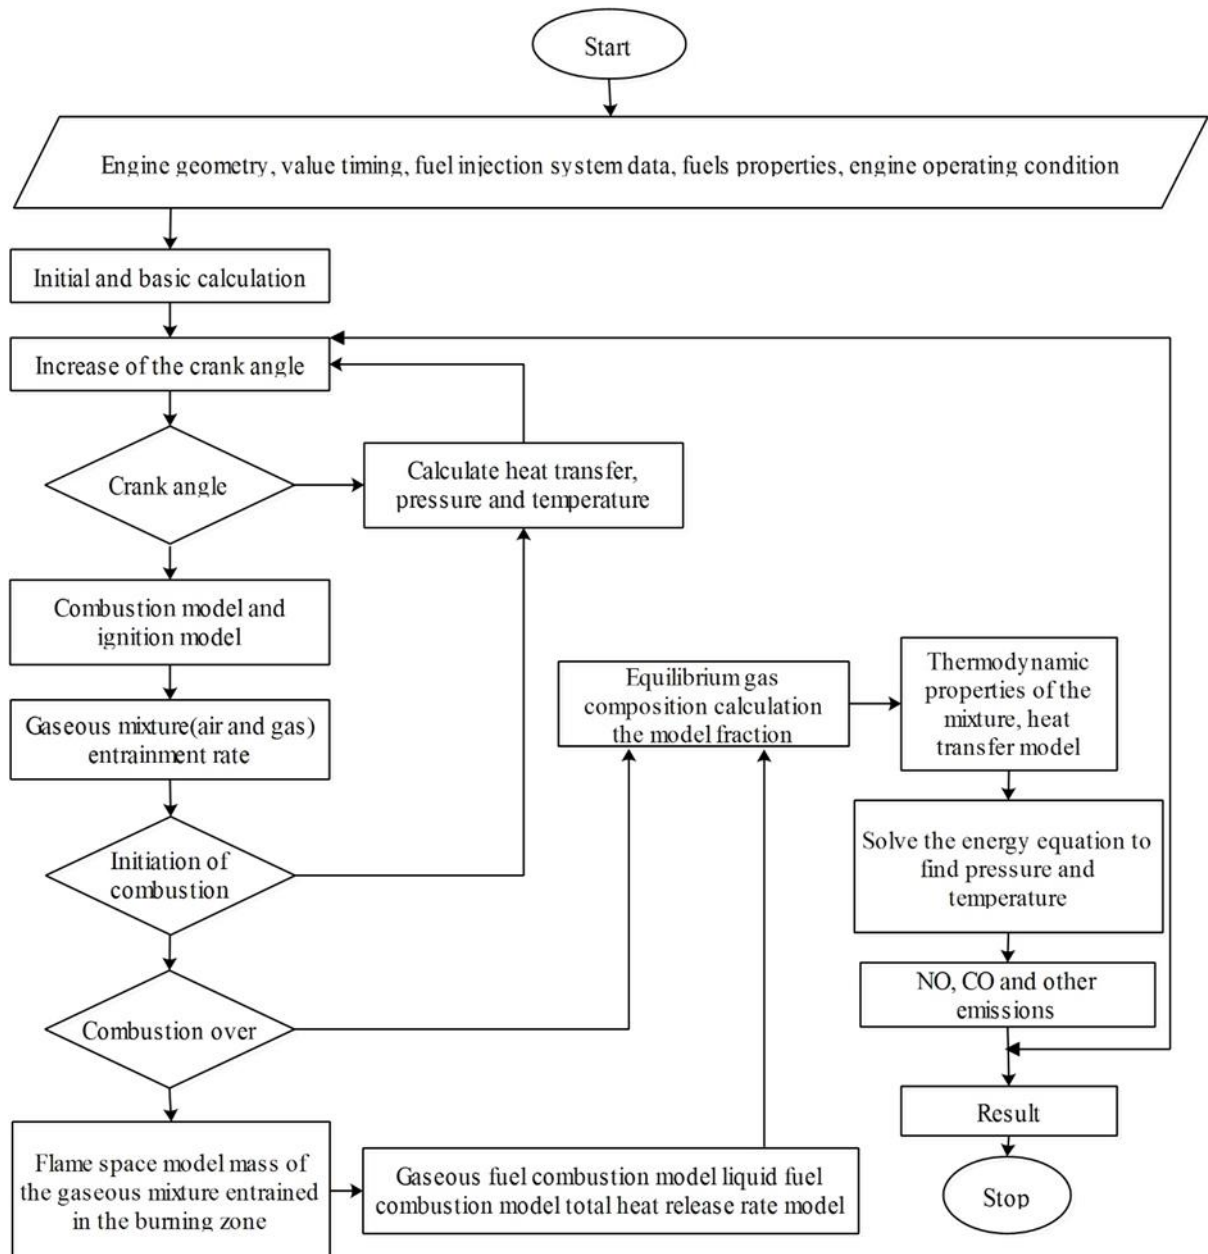 Start
Engine geometry, value timing, fuel injection system data, fuels properties, engine operating condition
Initial and basic calculation
Increase of the crank angle
Crank angle
Calculate heat transfer,
pressure and temperature
Combustion model and
ignition model
Gaseous mixture(air and gas)
entrainment rate
Initiation of
combustion
Combustion over
Flame space model mass of
the gaseous mixture entrained
in the burning zone
Gaseous fuel combustion model liquid fuel
combustion model total heat release rate model
Equilibrium gas
composition calculation
the model fraction
Thermodynamic
properties of the
mixture, heat
transfer model
Solve the energy equation to
find pressure and
temperature
NO, CO and other
emissions
Result
Stop